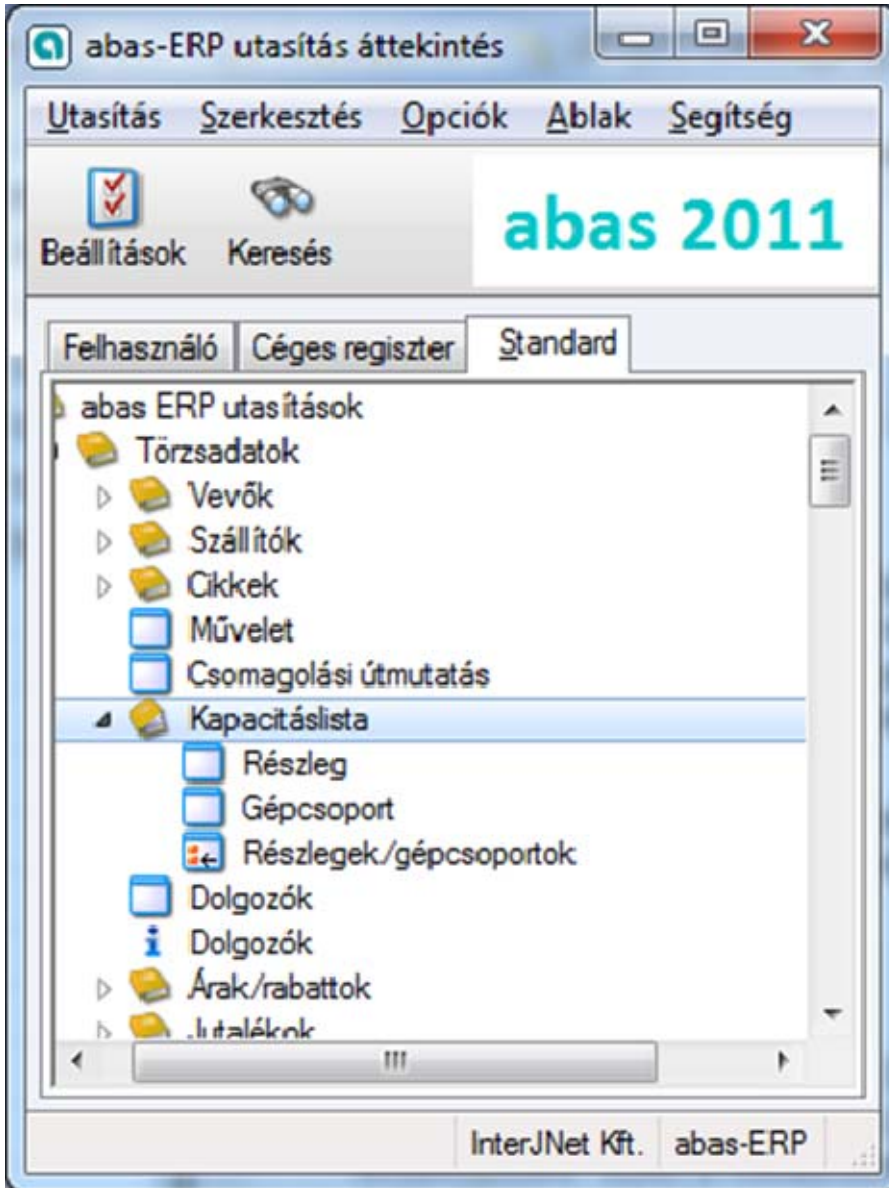 abas-ERP utasítás áttekintés
Utasítás Szerkesztés Opciók Ablak Segítség
Beállítások Keresés abas 2011
Felhasználó Céges regiszter Standard
abas ERP utasítások
Törzsadatok
Vevők
Szállítók
Cikkek
Művelet
Csomagolási útmutatás
Kapacitáslista
Részleg
Gépcsoport
Részlegek/gépcsoportok
Dolgozók
Dolgozók
Árak/rabattok
Jutalékok
InterJNet Kft. abas-ERP